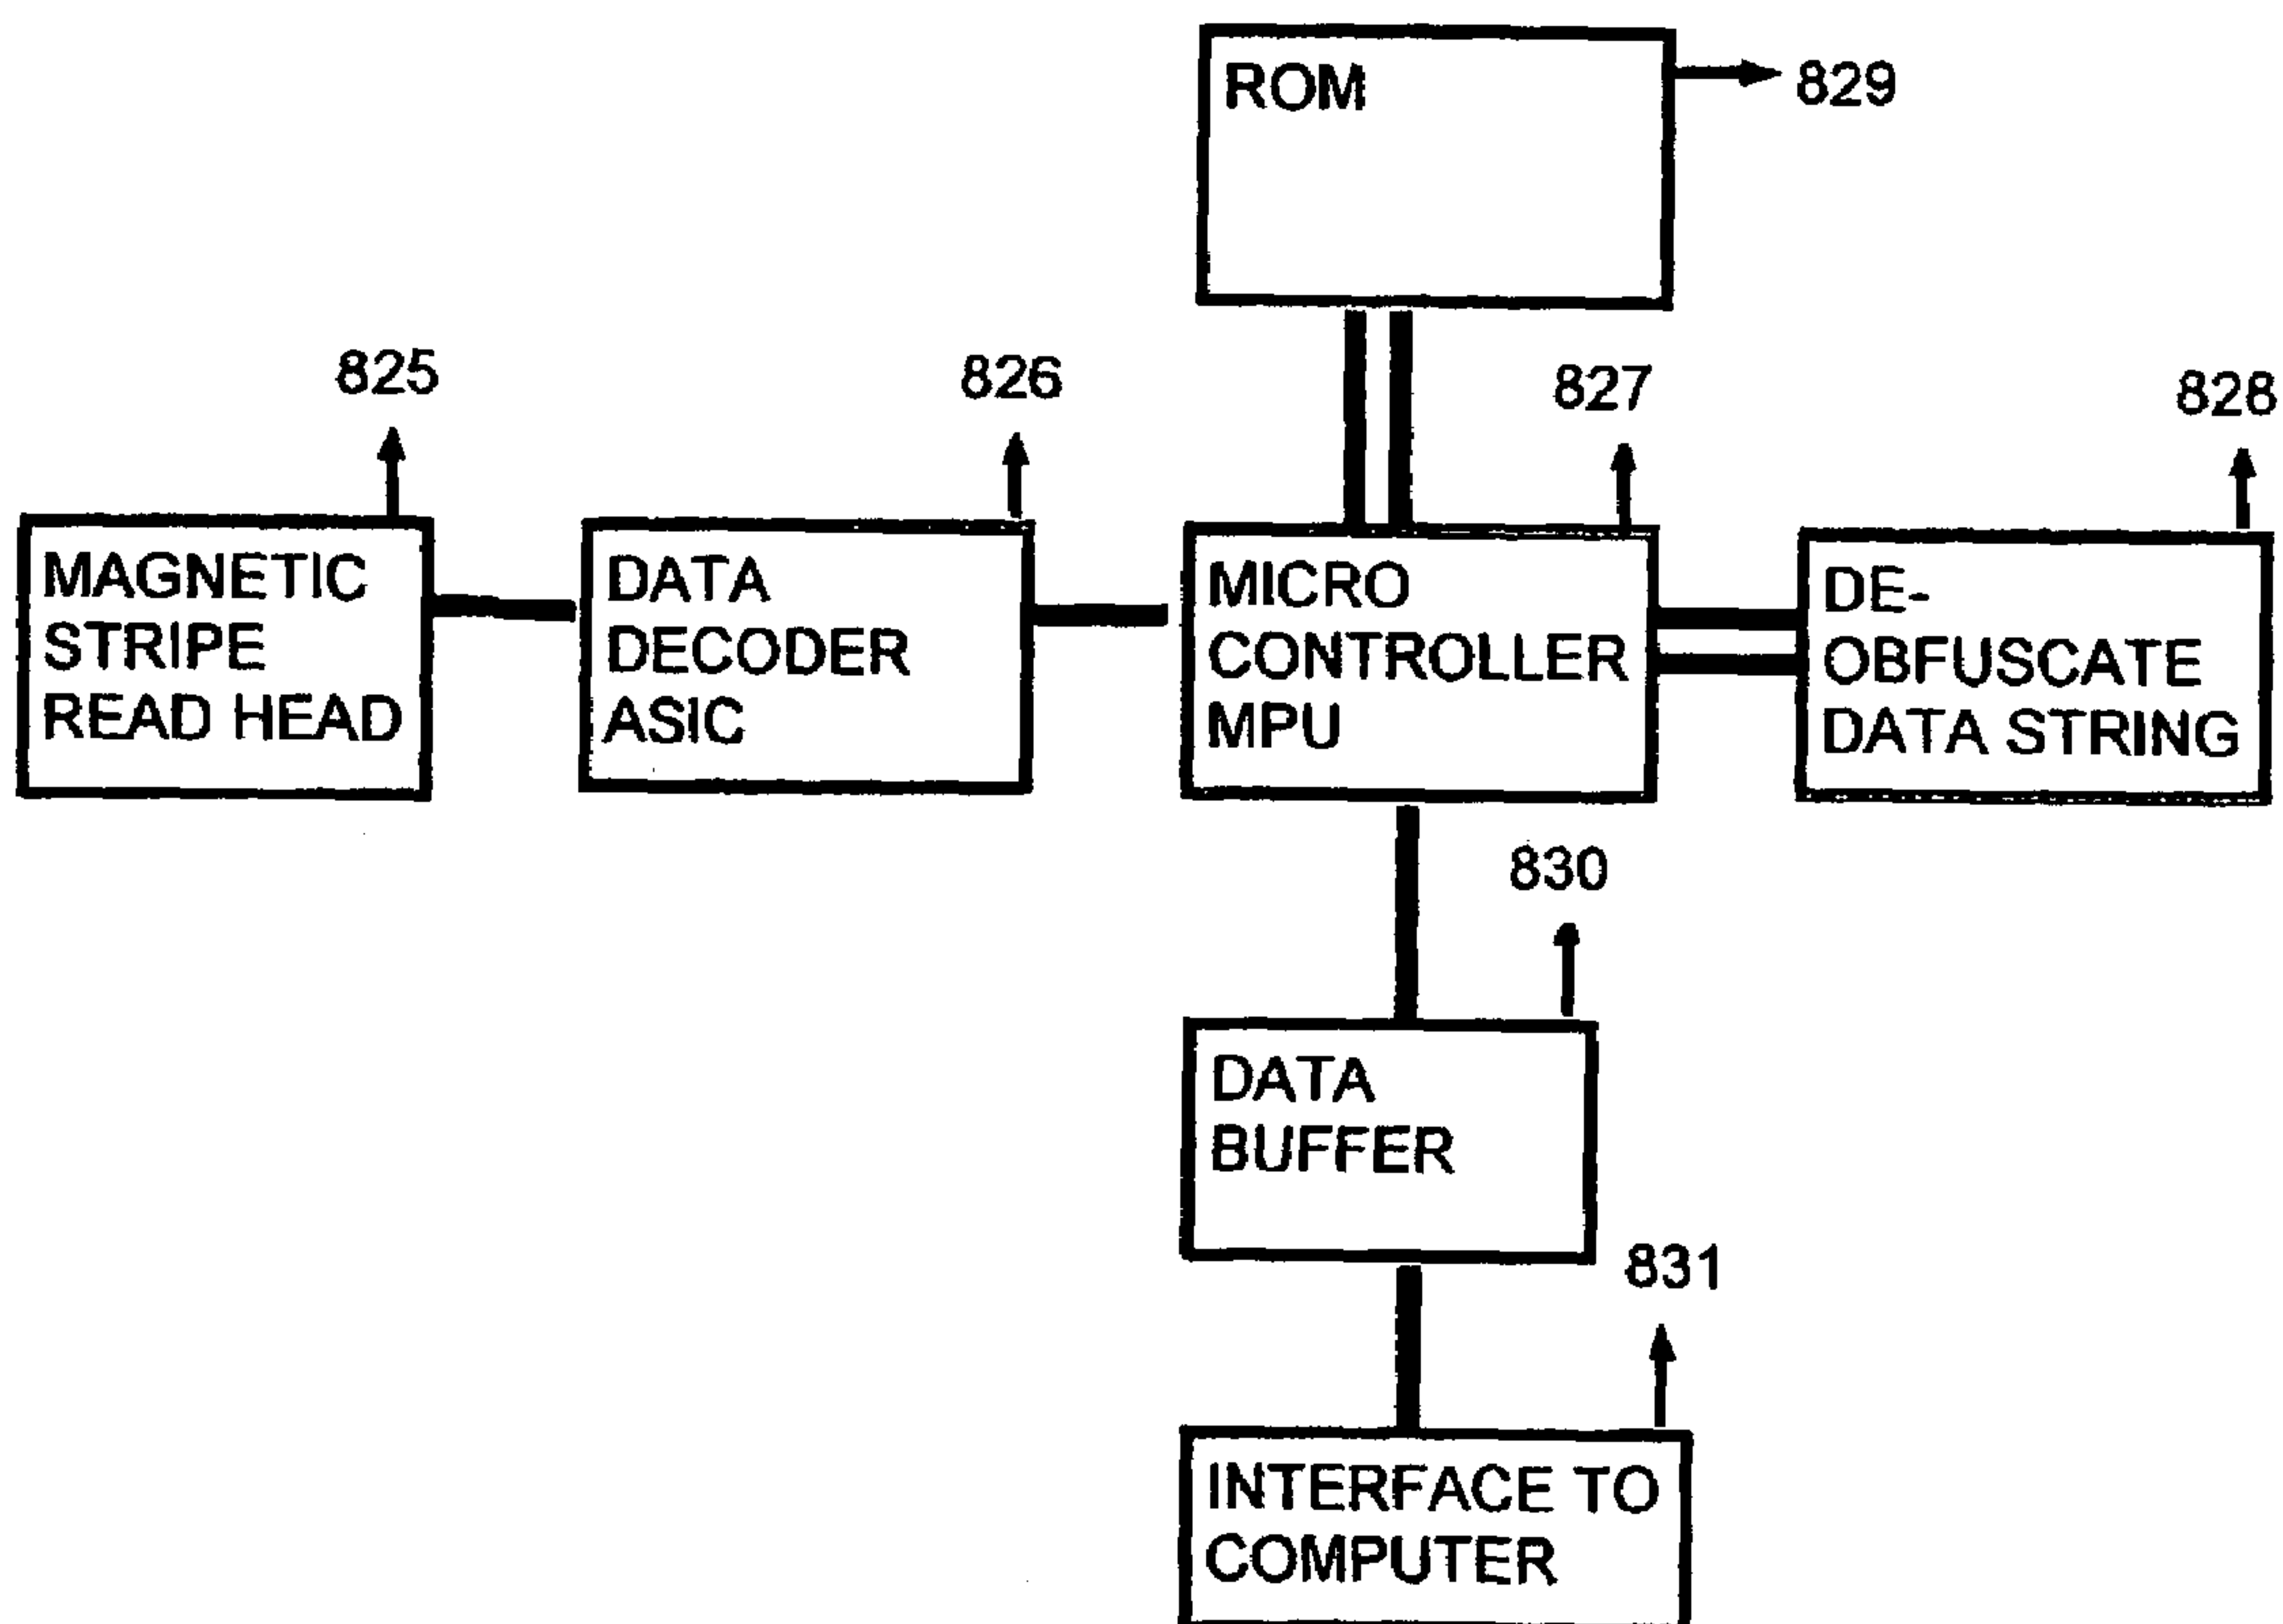 ROM
829
825
826
827
828
MAGNETIC
STRIPE
READ HEAD
DATA
DECODER
ASIC
MICRO
CONTROLLER
MPU
DE-
OBFUSCATE
DATA STRING
830
DATA
BUFFER
831
INTERFACE TO
COMPUTER